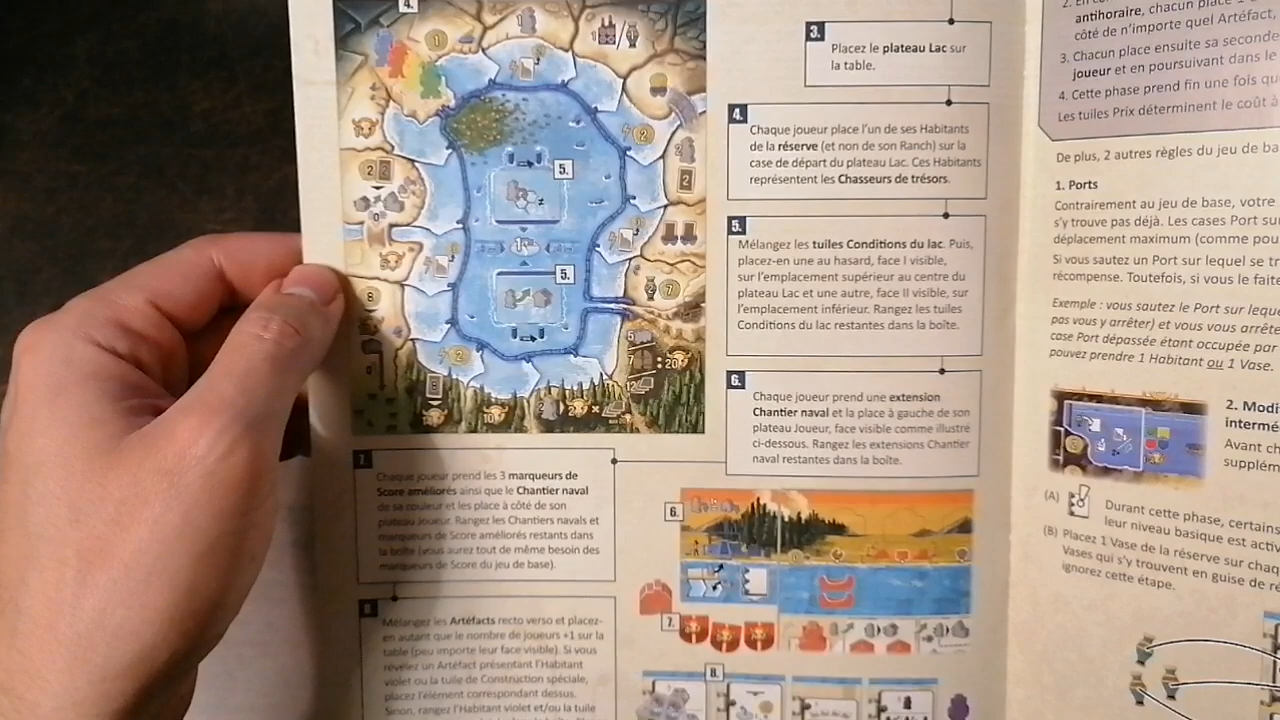 4.
3.
Placez le plateau Lac sur
la table.
4.
Chaque joueur place l'un de ses Habitants
de la réserve (et non de son Ranch) sur la
case de départ du plateau Lac. Ces Habitants
représentent les Chasseurs de trésors.
5.
Mélangez les tuiles Conditions du lac. Puis,
placez-en une au hasard, face I visible,
sur l'emplacement supérieur au centre du
plateau Lac et une autre, face II visible, sur
l'emplacement inférieur. Rangez les tuiles
Conditions du lac restantes dans la boîte.
5.
5.
6.
Chaque joueur prend une extension
Chantier naval et la place à gauche de son
plateau Joueur, face visible comme illustré
ci-dessous. Rangez les extensions Chantier
naval restantes dans la boîte.
7.
Chaque joueur prend les 3 marqueurs de
Score améliorés ainsi que le Chantier naval
de sa couleur et les place à côté de son
plateau Joueur. Rangez les Chantiers navals et
marqueurs de Score améliorés restants dans
la boîte (vous aurez tout de même besoin des
marqueurs de Score du jeu de base).
8.
Mélangez les Artéfacts recto verso et placez-
en autant que le nombre de joueurs +1 sur la
table (peu importe leur face visible). Si vous
révélez un Artéfact présentant l'Habitant
violet ou la tuile de Construction spéciale,
placez l'élément correspondant dessus.
Sinon, rangez l'Habitant violet et/ou la tuile
6.
7.
8.
antihoraire, chacun place
côté de n'importe quel Artéfact,
3. Chacun place ensuite sa seconde
joueur et en poursuivant dans le
4. Cette phase prend fin une fois
Les tuiles Prix déterminent le coût à
De plus, 2 autres règles du jeu de
1. Ports
Contrairement au jeu de base, votre
s'y trouve pas déjà. Les cases Port
déplacement maximum (comme
Si vous sautez un Port sur lequel se
récompense. Toutefois, si vous le
Exemple : vous sautez le Port sur
pas vous y arrêter) et vous vous
case Port dépassée étant occupée par
pouvez prendre 1 Habitant ou 1 Vase.
2.
Avant
(A)
Durant cette phase,
leur niveau basique est
(B) Placez 1 Vase de la réserve sur
Vases qui s'y trouvent en guise de
ignorez cette étape.